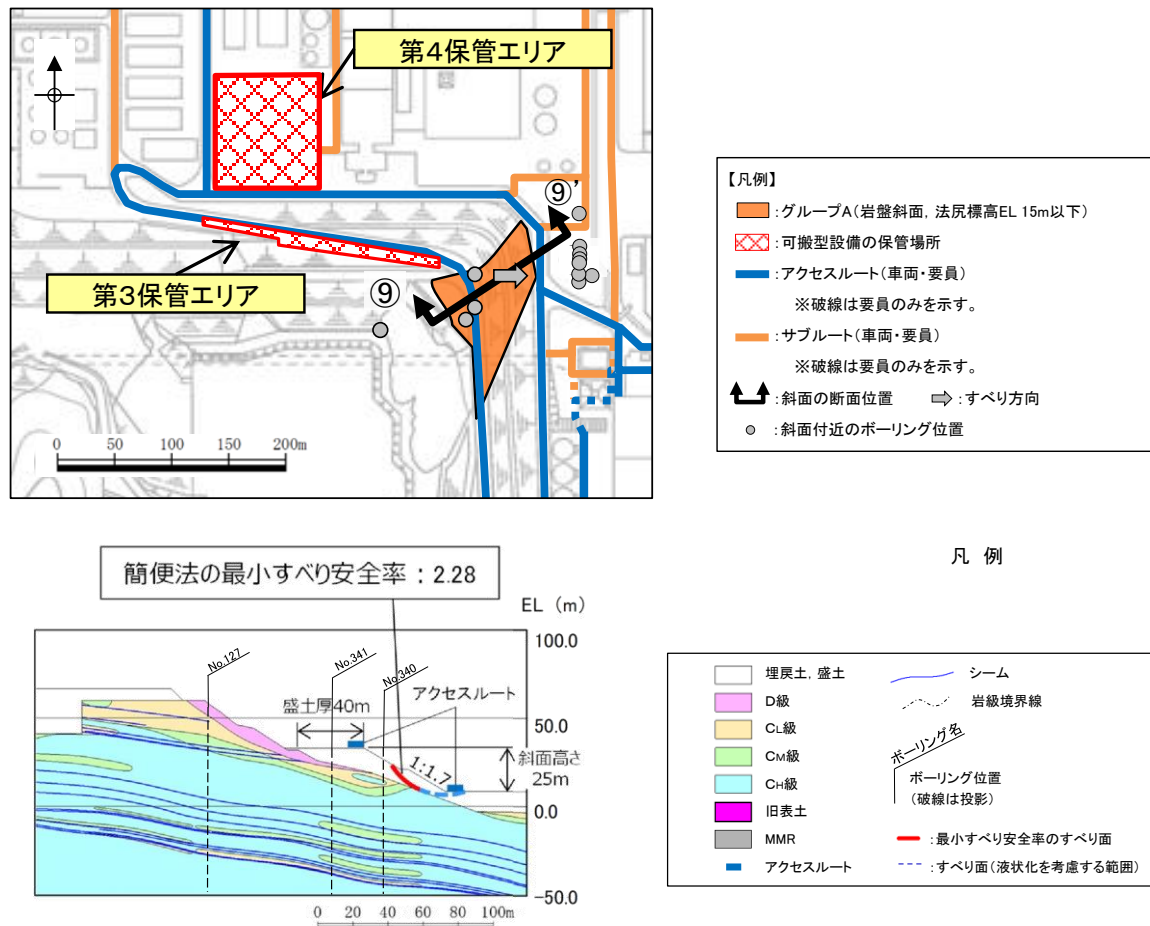 第4保管エリア
⑨’
第3保管エリア
⑨
0 50 100 150 200m
【凡例】
:グループA(岩盤斜面,法尻標高EL 15m以下)
:可搬型設備の保管場所
:アクセスルート(車両・要員)
※破線は要員のみを示す。
:サブルート(車両・要員)
※破線は要員のみを示す。
:斜面の断面位置 :すべり方向
:斜面付近のボーリング位置
簡便法の最小すべり安全率:2.28
EL(m)
100.0
No.127
No.341
No.340
アクセスルート
盛土厚40m
50.0
斜面高さ
25m
1:1.7
0.0
-50.0
0 20 40 60 80 100m
凡 例
埋戻土,盛土 シーム
D級 岩級境界線
CL級
CM級 ボーリング名
CH級 ボーリング位置
(破線は投影)
旧表土
MMR :最小すべり安全率のすべり面
アクセスルート :すべり面(液状化を考慮する範囲)